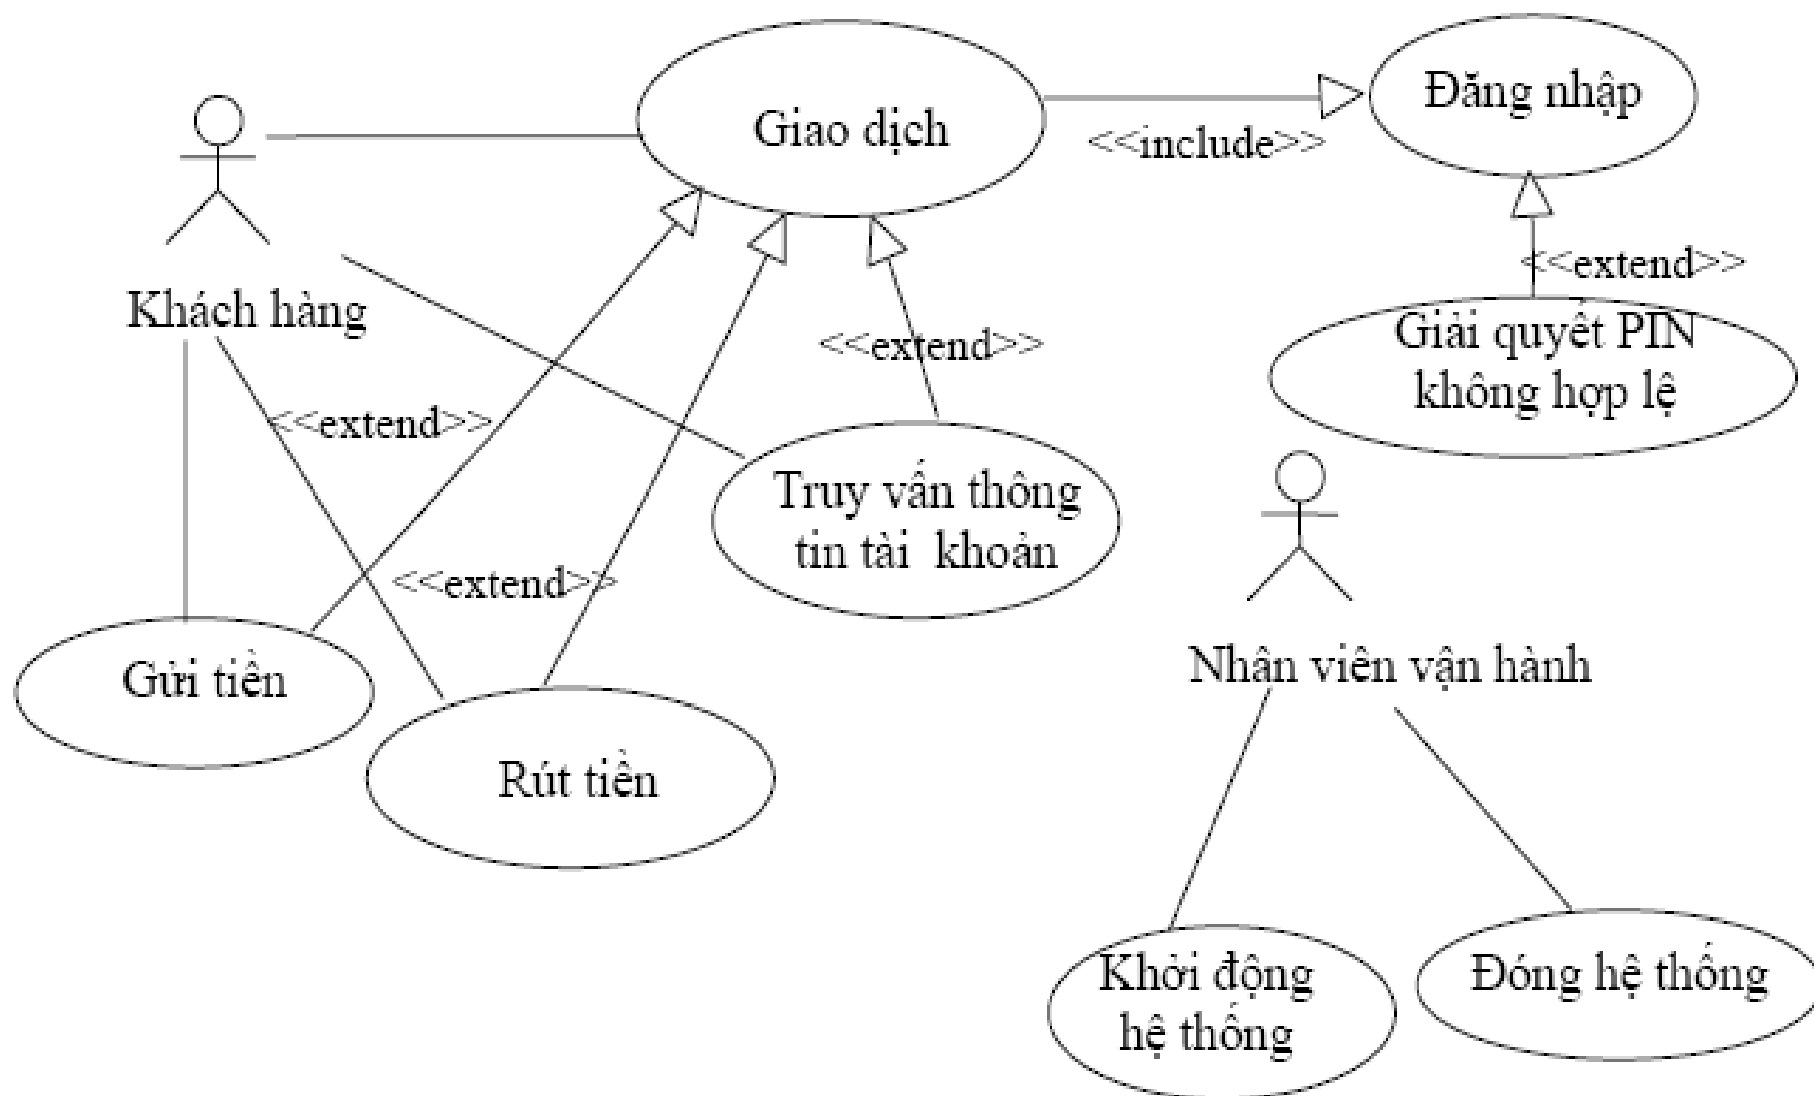 Đăng nhập
Giao dịch
<<include>>
<<extend>>
Khách hàng
Giải quyết PIN
không hợp lệ
<<extend>>
<<extend>>
Truy vấn thông
tin tài khoản
<<extend>>
Gửi tiền
Nhân viên vận hành
Rút tiền
Khởi động
hệ thống
Đóng hệ thống